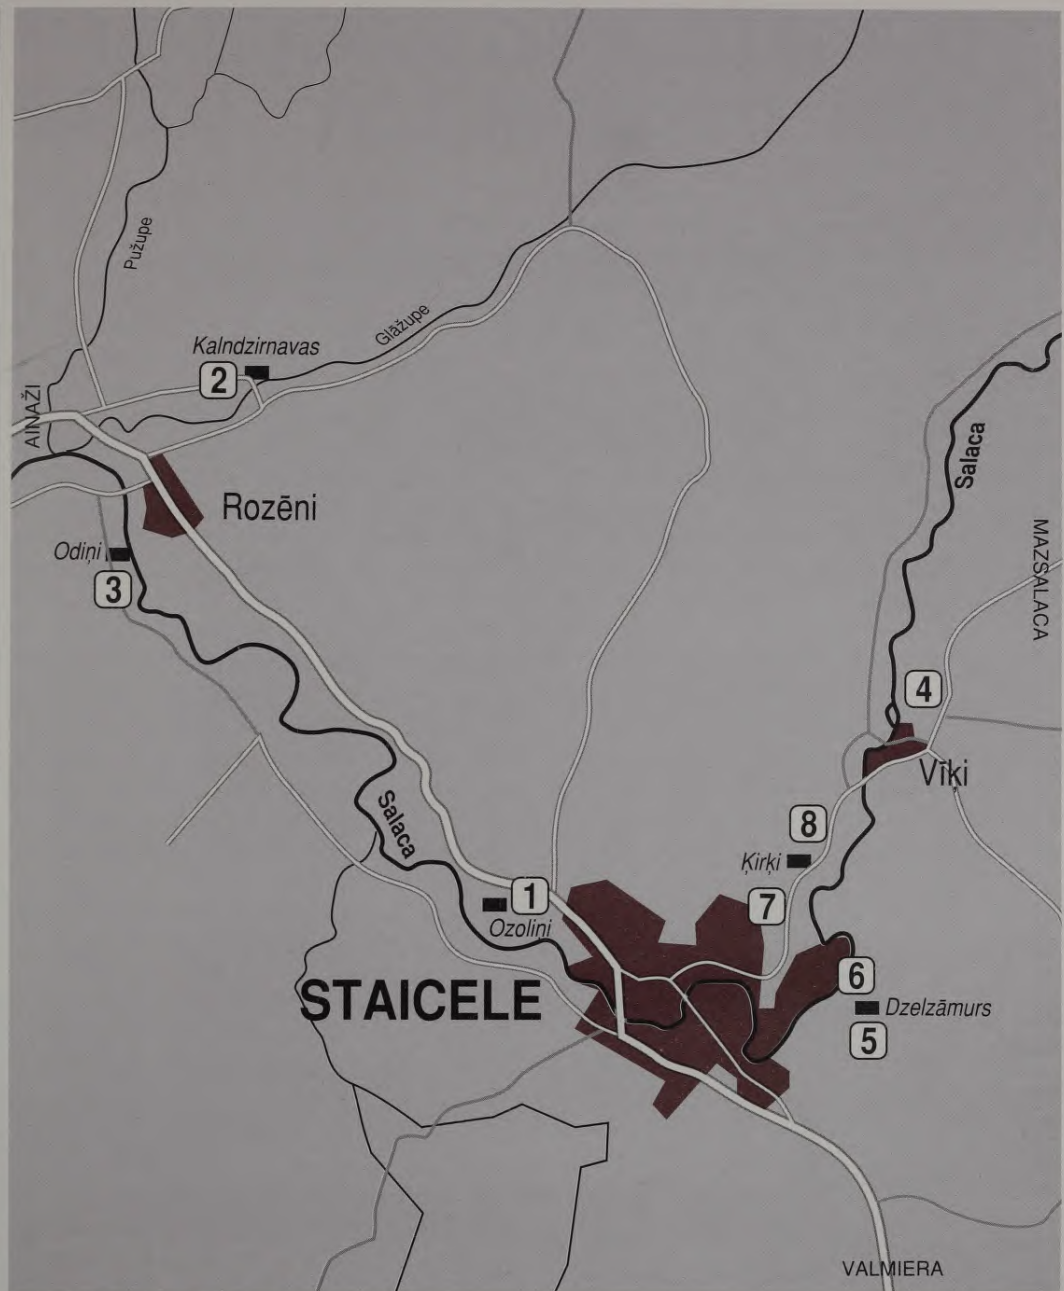 Pužupe
Glāžupe
Kalndzirnavas
2
AINAŽI
Salaca
Rozēni
MAZSALACA
Odiņi
3
4
Vīķi
Salaca
8
Ķirķi
7
1
Ozoliņi
6
STAICELE
Dzelzāmurs
5
VALMIERA